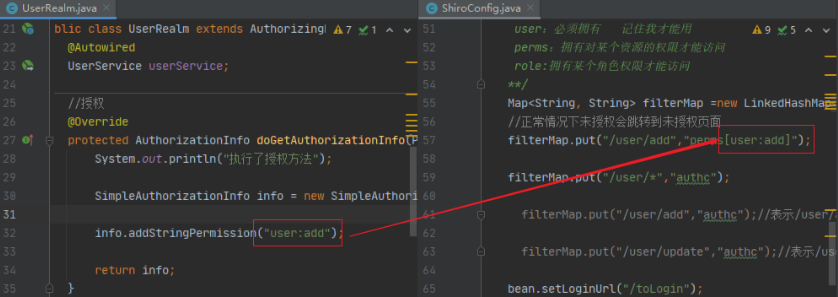 UserRealm.java
21 blic class UserRealm extends Authorizing 7 1
22 @Autowired
23 UserService userService;
24
25 //授权
26 @Override
27 protected AuthorizationInfo doGetAuthorizationInfo(P
28 System.out.println("执行了授权方法");
29
30 SimpleAuthorizationInfo info = new SimpleAuthori
31
32 info.addStringPermission("user:add");
33
34 return info;
35 }
ShiroConfig.java
51 user：必须拥有 记住我才能用 9 5
52 perms：拥有对某个资源的权限才能访问
53 role:拥有某个角色权限才能访问
54 **/
55 Map<String, String> filterMap =new LinkedHashMap
56 //正常情况下未授权会跳转到未授权页面
57 filterMap.put("/user/add","perms[user:add]");
58
59 filterMap.put("/user/*","authc");
60
61 filterMap.put("/user/add","authc");//表示/user/
62
63 filterMap.put("/user/update","authc");//表示/us
64
65 bean.setLoginUrl("/toLogin");